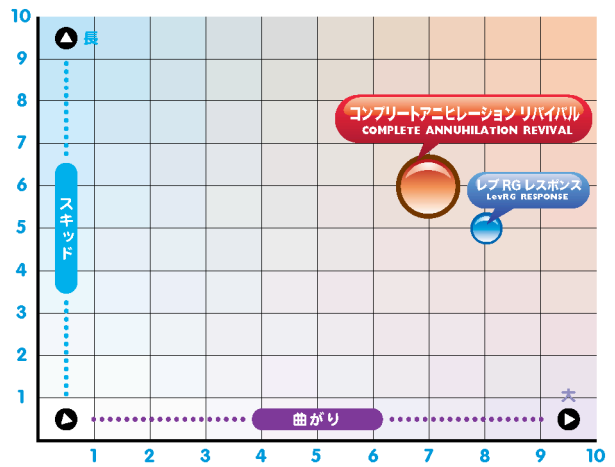 10
9
8
7
6
5
4
3
2
1
長
スキッド
コンプリートアニヒレーション リバイバル
COMPLETE ANNUHILATION REVIVAL
レブ RG レスポンス
LevRG RESPONSE
大
曲がり
1 2 3 4 5 6 7 8 9 10